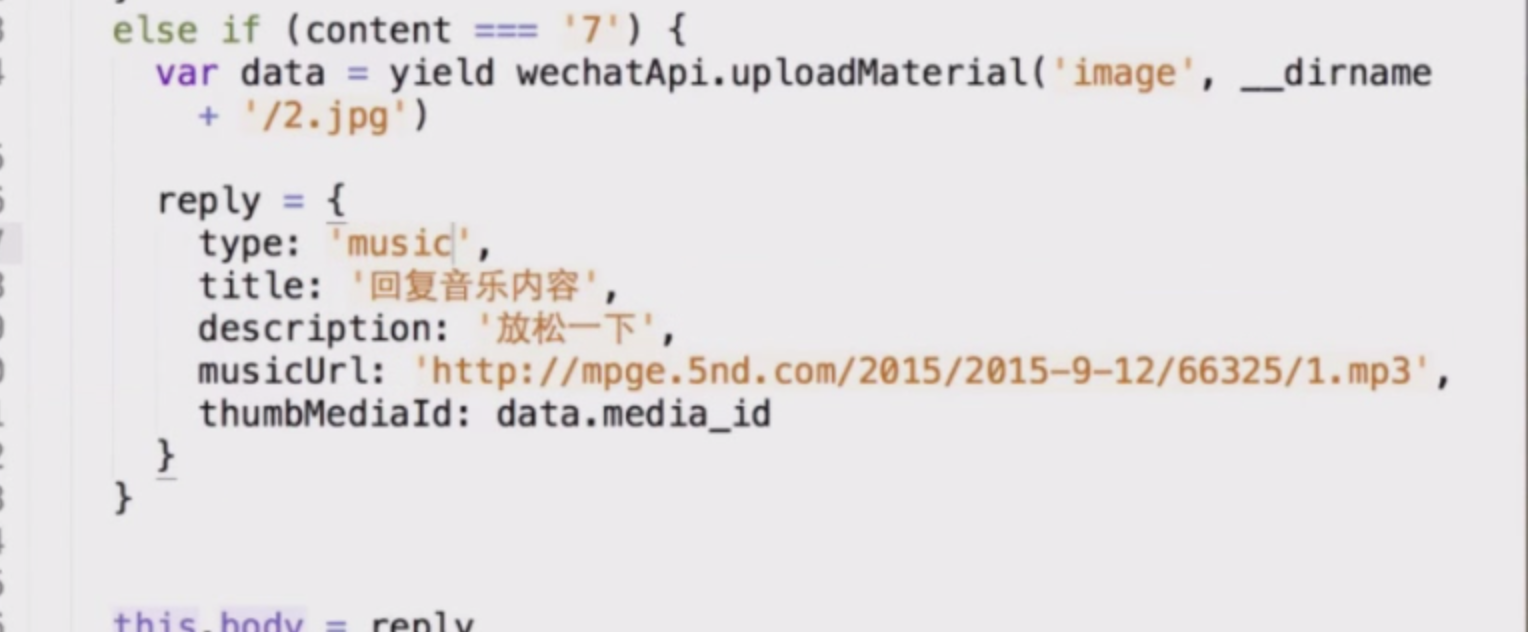 else if (content === '7') {
var data = yield wechatApi.uploadMaterial('image', __dirname
+ '/2.jpg')
reply = {
type: 'music',
title: '回复音乐内容',
description: '放松一下',
musicUrl: 'http://mpge.5nd.com/2015/2015-9-12/66325/1.mp3',
thumbMediaId: data.media_id
}
}
this.body = reply